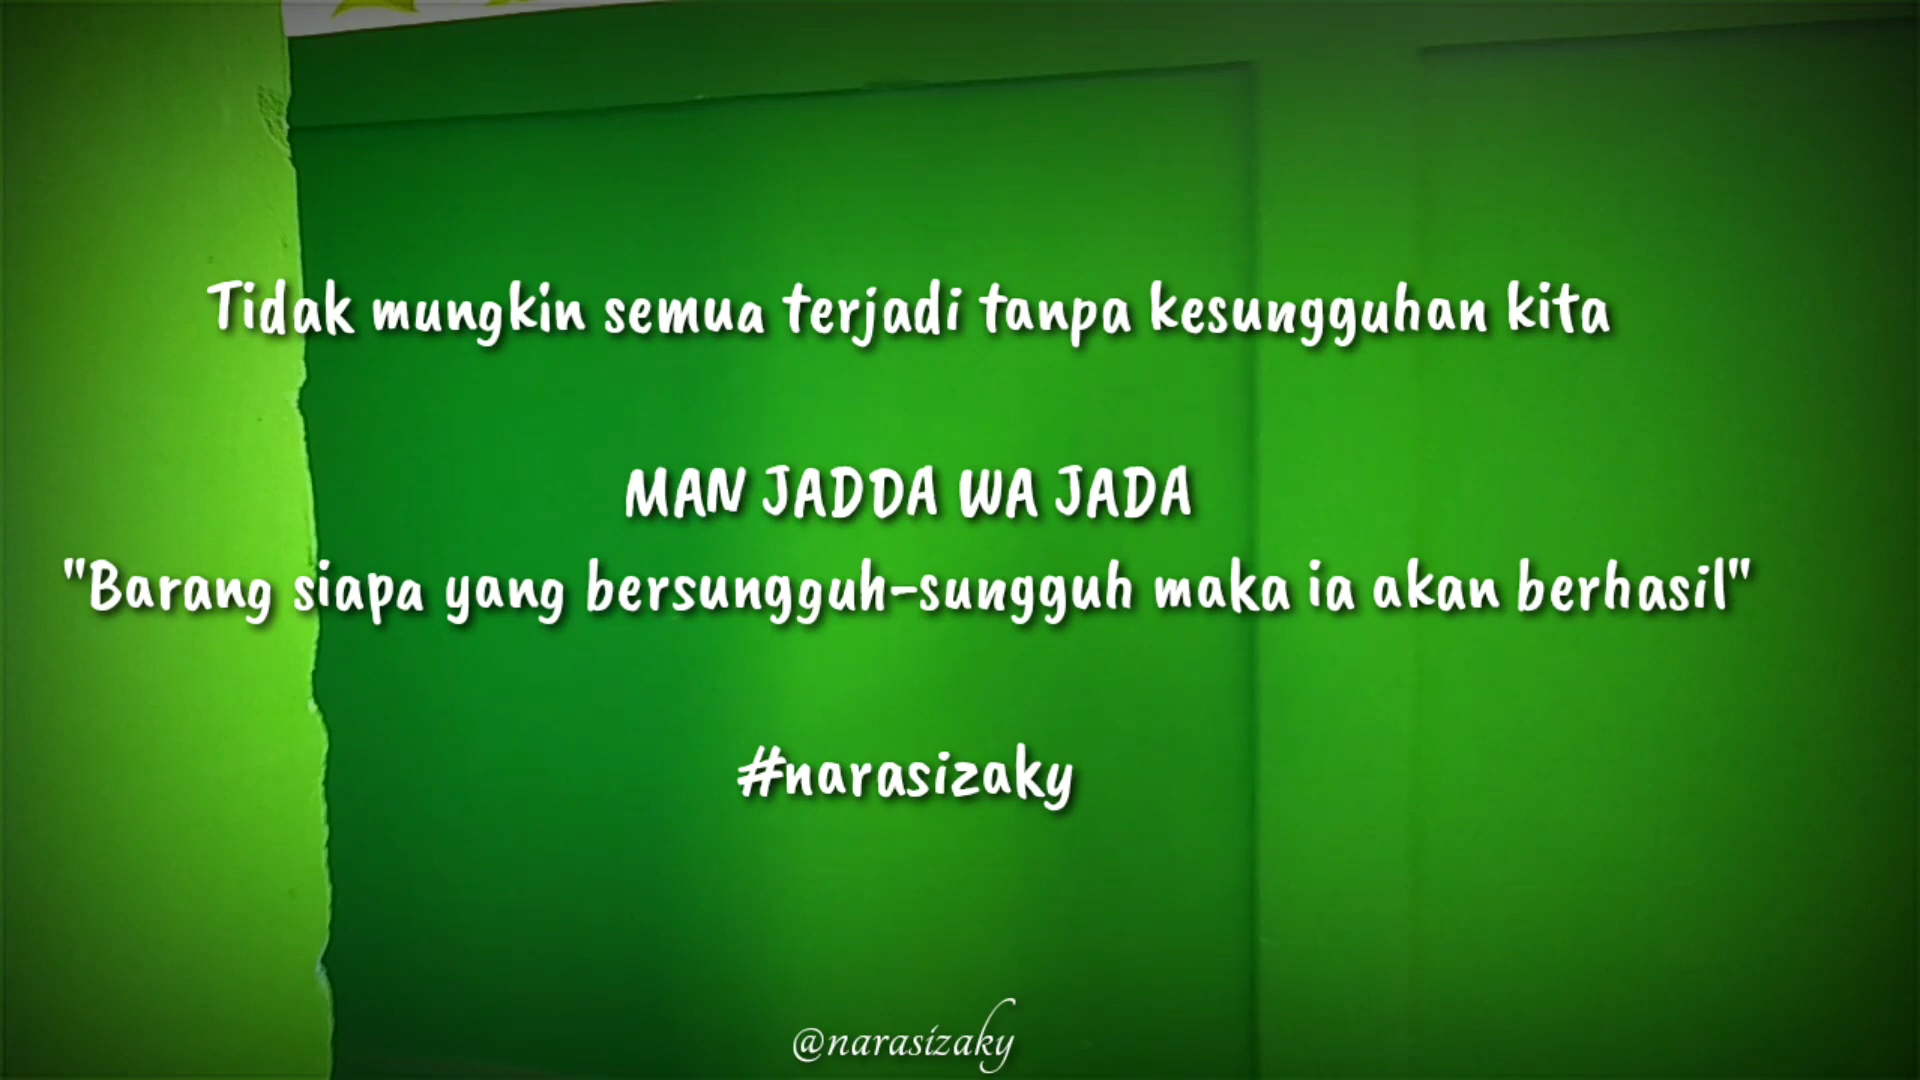 Tidak mungkin semua terjadi tanpa kesungguhan kita
MAN JADDA WA JADA
"Barang siapa yang bersungguh-sungguh maka ia akan berhasil"
#narasizaky
@narasizaky